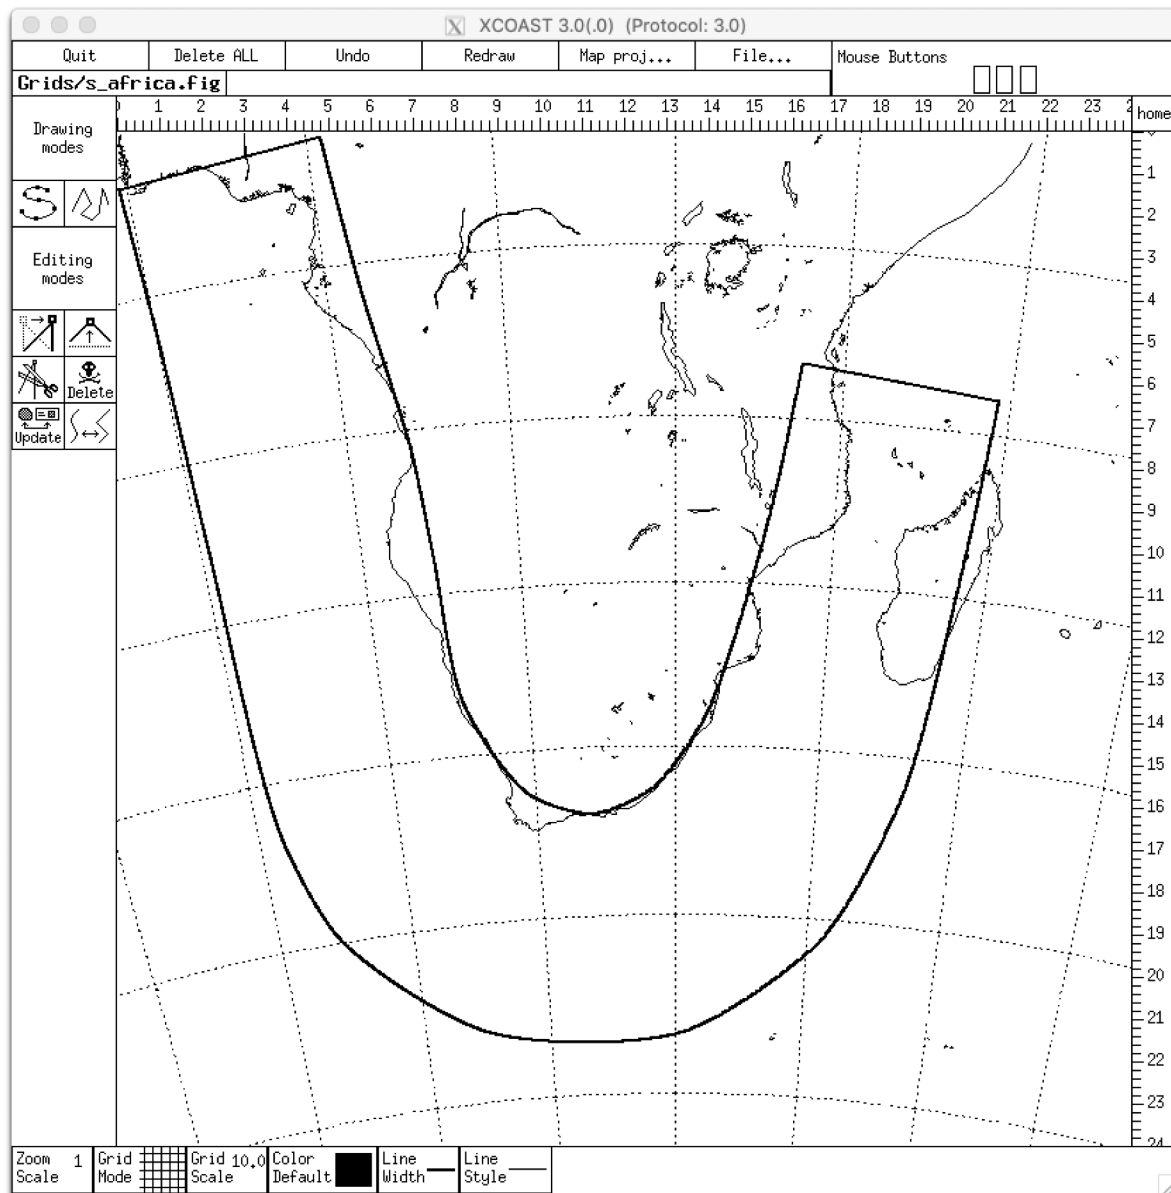 XCOAST 3.0(.0) (Protocol: 3.0)
Quit Delete ALL Undo Redraw Map proj... File... Mouse Buttons
Grids/s_africa.fig
1 2 3 4 5 6 7 8 9 10 11 12 13 14 15 16 17 18 19 20 21 22 23 home
Drawing
modes
Editing
modes
Delete
Update
1
2
3
4
5
6
7
8
9
10
11
12
13
14
15
16
17
18
19
20
21
22
23
24
Zoom 1 Grid Grid 10.0 Color Line Line
Scale Mode Scale Default Width Style